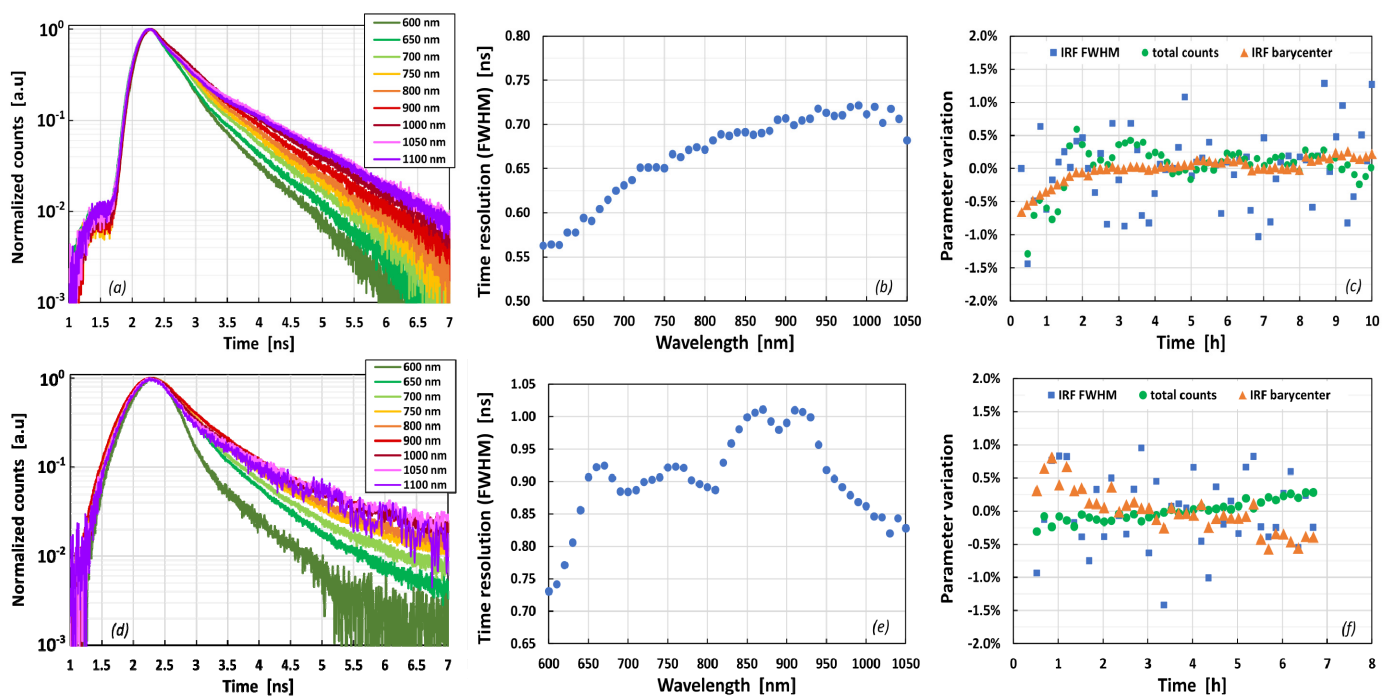 Normalized counts [a.u]
10⁰
10⁻¹
10⁻²
10⁻³
1 1.5 2 2.5 3 3.5 4 4.5 5 5.5 6 6.5 7
Time [ns]
(a)
600 nm
650 nm
700 nm
750 nm
800 nm
900 nm
1000 nm
1050 nm
1100 nm
Time resolution (FWHM) [ns]
0.80
0.75
0.70
0.65
0.60
0.55
0.50
600 650 700 750 800 850 900 950 1000 1050
Wavelength [nm]
(b)
Parameter variation
2.0%
1.5%
1.0%
0.5%
0.0%
-0.5%
-1.0%
-1.5%
-2.0%
IRF FWHM total counts IRF barycenter
0 1 2 3 4 5 6 7 8 9 10
Time [h]
(c)
Normalized counts [a.u]
10⁰
10⁻¹
10⁻²
10⁻³
1 1.5 2 2.5 3 3.5 4 4.5 5 5.5 6 6.5 7
Time [ns]
(d)
600 nm
650 nm
700 nm
750 nm
800 nm
900 nm
1000 nm
1050 nm
1100 nm
Time resolution (FWHM) [ns]
1.05
1.00
0.95
0.90
0.85
0.80
0.75
0.70
0.65
600 650 700 750 800 850 900 950 1000 1050
Wavelength [nm]
(e)
Parameter variation
2.0%
1.5%
1.0%
0.5%
0.0%
-0.5%
-1.0%
-1.5%
-2.0%
IRF FWHM total counts IRF barycenter
0 1 2 3 4 5 6 7 8
Time [h]
(f)